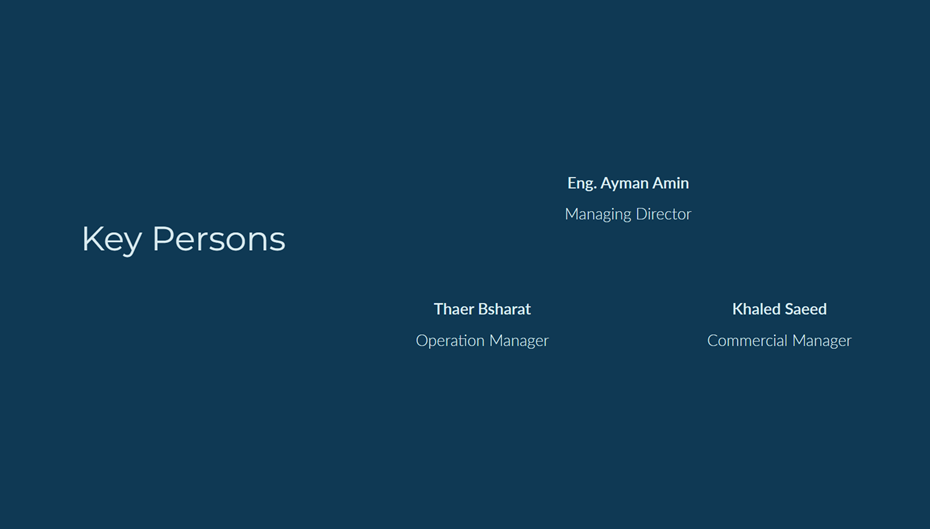 Key Persons
Eng. Ayman Amin
Managing Director
Thaer Bsharat
Operation Manager
Khaled Saeed
Commercial Manager